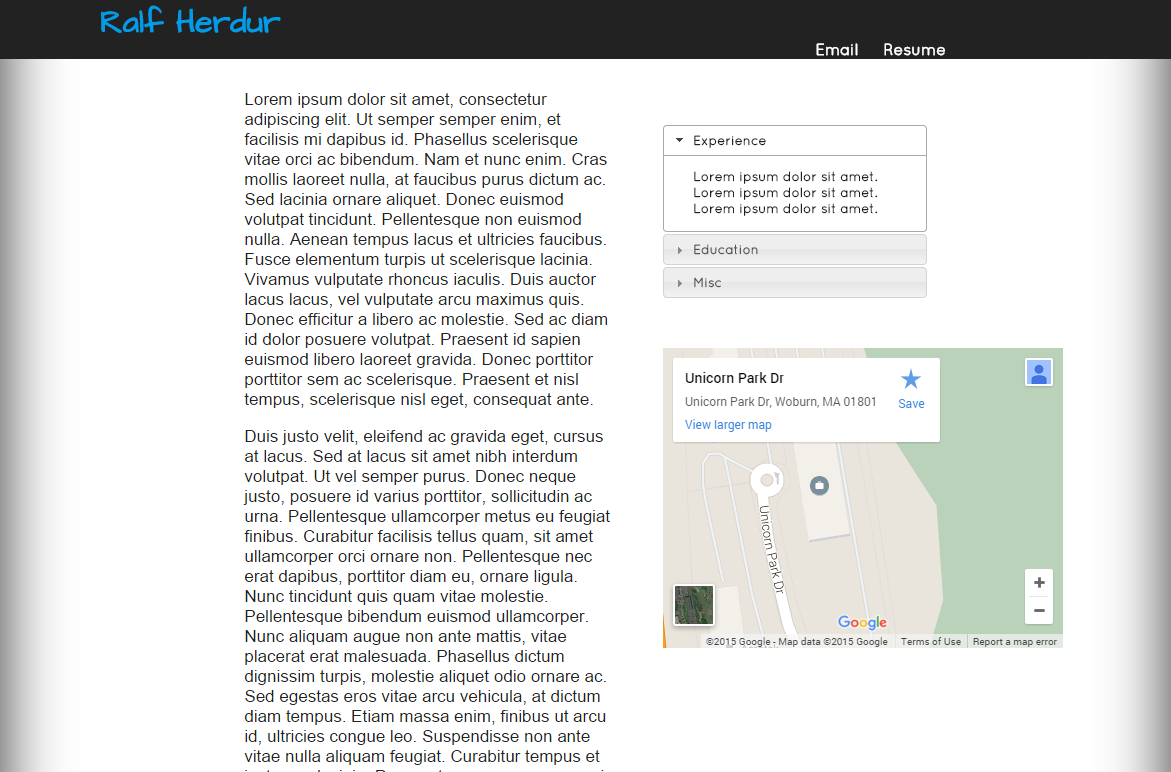 Ralf Herdur
Email Resume
Lorem ipsum dolor sit amet, consectetur
adipiscing elit. Ut semper semper enim, et
facilisis mi dapibus id. Phasellus scelerisque
vitae orci ac bibendum. Nam et nunc enim. Cras
mollis laoreet nulla, at faucibus purus dictum ac.
Sed lacinia ornare aliquet. Donec euismod
volutpat tincidunt. Pellentesque non euismod
nulla. Aenean tempus lacus et ultricies faucibus.
Fusce elementum turpis ut scelerisque lacinia.
Vivamus vulputate rhoncus iaculis. Duis auctor
lacus lacus, vel vulputate arcu maximus quis.
Donec efficitur a libero ac molestie. Sed ac diam
id dolor posuere volutpat. Praesent id sapien
euismod libero laoreet gravida. Donec porttitor
porttitor sem ac scelerisque. Praesent et nisl
tempus, scelerisque nisl eget, consequat ante.
Duis justo velit, eleifend ac gravida eget, cursus
at lacus. Sed at lacus sit amet nibh interdum
volutpat. Ut vel semper purus. Donec neque
justo, posuere id varius porttitor, sollicitudin ac
urna. Pellentesque ullamcorper metus eu feugiat
finibus. Curabitur facilisis tellus quam, sit amet
ullamcorper orci ornare non. Pellentesque nec
erat dapibus, porttitor diam eu, ornare ligula.
Nunc tincidunt quis quam vitae molestie.
Pellentesque bibendum euismod ullamcorper.
Nunc aliquam augue non ante mattis, vitae
placerat erat malesuada. Phasellus dictum
dignissim turpis, molestie aliquet odio ornare ac.
Sed egestas eros vitae arcu vehicula, at dictum
diam tempus. Etiam massa enim, finibus ut arcu
id, ultricies congue leo. Suspendisse non ante
vitae nulla aliquam feugiat. Curabitur tempus et
Experience
Lorem ipsum dolor sit amet.
Lorem ipsum dolor sit amet.
Lorem ipsum dolor sit amet.
Education
Misc
Unicorn Park Dr
Unicorn Park Dr, Woburn, MA 01801
View larger map
Save
Unicorn Park Dr
Google
©2015 Google - Map data ©2015 Google Terms of Use Report a map error